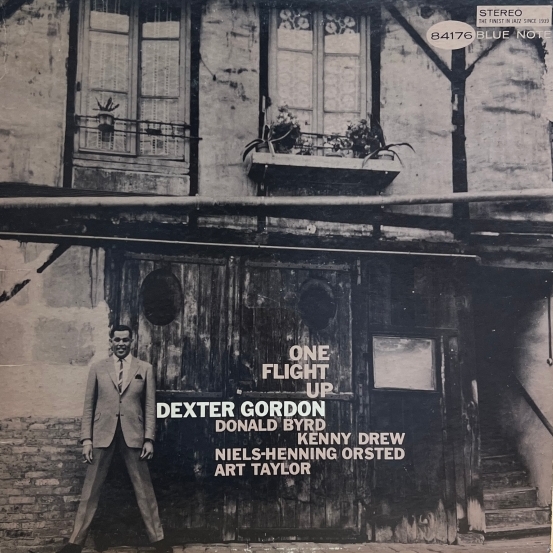 STEREO
THE FINEST IN JAZZ SINCE 1939
84176 BLUE NOTE
ONE
FLIGHT
UP
DEXTER GORDON
DONALD BYRD
KENNY DREW
NIELS-HENNING ORSTED
ART TAYLOR